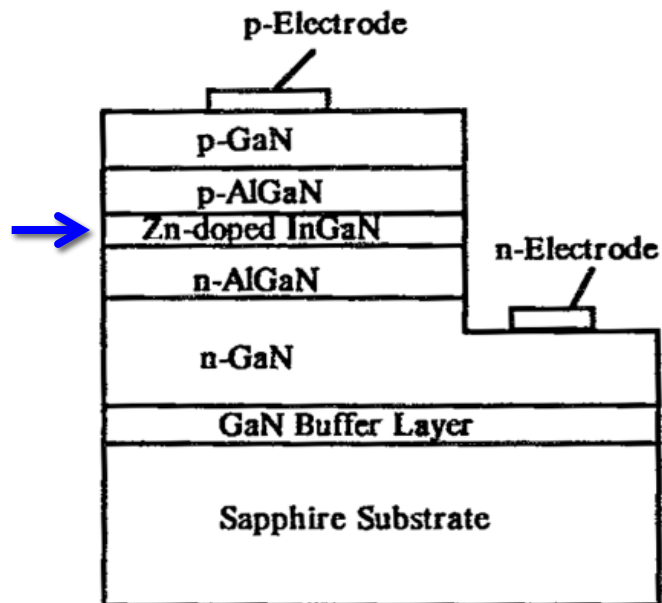 p-Electrode
p-GaN
p-AlGaN
Zn-doped InGaN
n-Electrode
n-AlGaN
n-GaN
GaN Buffer Layer
Sapphire Substrate